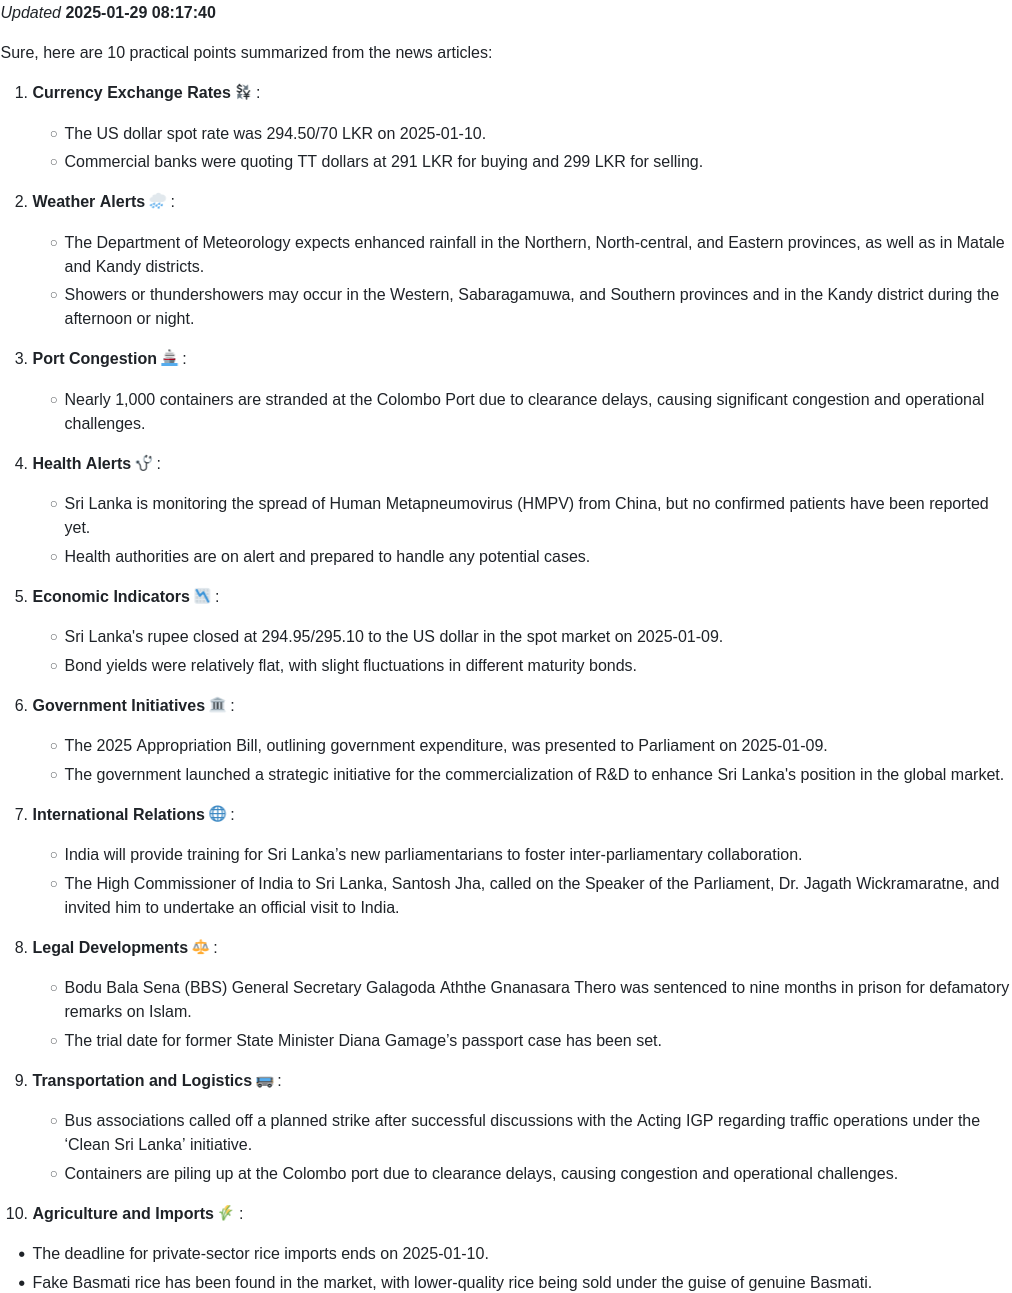 Updated 2025-01-29 08:17:40
Sure, here are 10 practical points summarized from the news articles:
1. Currency Exchange Rates 💱 :
○ The US dollar spot rate was 294.50/70 LKR on 2025-01-10.
○ Commercial banks were quoting TT dollars at 291 LKR for buying and 299 LKR for selling.
2. Weather Alerts 🌧️ :
○ The Department of Meteorology expects enhanced rainfall in the Northern, North-central, and Eastern provinces, as well as in Matale
and Kandy districts.
○ Showers or thundershowers may occur in the Western, Sabaragamuwa, and Southern provinces and in the Kandy district during the
afternoon or night.
3. Port Congestion 🚢 :
○ Nearly 1,000 containers are stranded at the Colombo Port due to clearance delays, causing significant congestion and operational
challenges.
4. Health Alerts 🩺 :
○ Sri Lanka is monitoring the spread of Human Metapneumovirus (HMPV) from China, but no confirmed patients have been reported
yet.
○ Health authorities are on alert and prepared to handle any potential cases.
5. Economic Indicators 📉 :
○ Sri Lanka's rupee closed at 294.95/295.10 to the US dollar in the spot market on 2025-01-09.
○ Bond yields were relatively flat, with slight fluctuations in different maturity bonds.
6. Government Initiatives 🏛️ :
○ The 2025 Appropriation Bill, outlining government expenditure, was presented to Parliament on 2025-01-09.
○ The government launched a strategic initiative for the commercialization of R&D to enhance Sri Lanka's position in the global market.
7. International Relations 🌐 :
○ India will provide training for Sri Lanka’s new parliamentarians to foster inter-parliamentary collaboration.
○ The High Commissioner of India to Sri Lanka, Santosh Jha, called on the Speaker of the Parliament, Dr. Jagath Wickramaratne, and
invited him to undertake an official visit to India.
8. Legal Developments ⚖️ :
○ Bodu Bala Sena (BBS) General Secretary Galagoda Aththe Gnanasara Thero was sentenced to nine months in prison for defamatory
remarks on Islam.
○ The trial date for former State Minister Diana Gamage’s passport case has been set.
9. Transportation and Logistics 🚌 :
○ Bus associations called off a planned strike after successful discussions with the Acting IGP regarding traffic operations under the
‘Clean Sri Lanka’ initiative.
○ Containers are piling up at the Colombo port due to clearance delays, causing congestion and operational challenges.
10. Agriculture and Imports 🌾 :
• The deadline for private-sector rice imports ends on 2025-01-10.
• Fake Basmati rice has been found in the market, with lower-quality rice being sold under the guise of genuine Basmati.